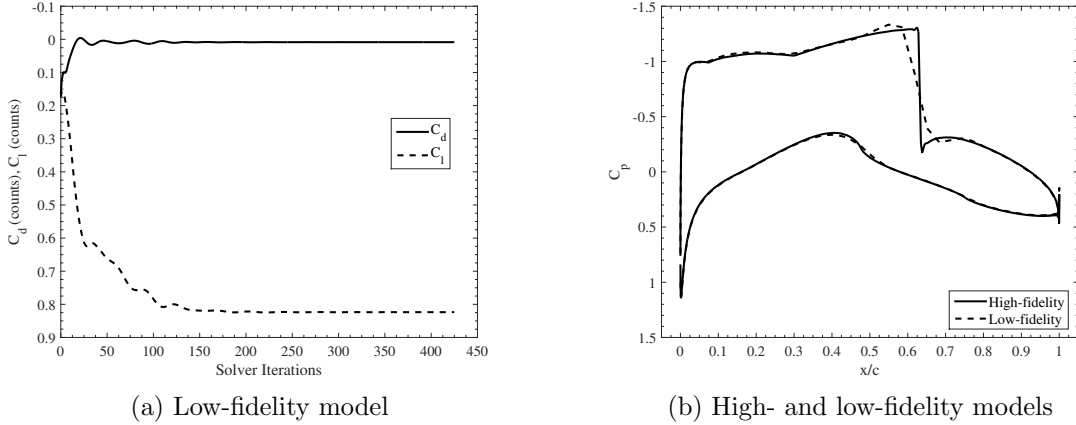 -0.1
0
0.1
0.2
0.3
0.4
0.5
0.6
0.7
0.8
0.9
C_d (counts), C_l (counts)
C_d
C_l
0 50 100 150 200 250 300 350 400 450
Solver Iterations
(a) Low-fidelity model
-1.5
-1
-0.5
0
0.5
1
1.5
C_p
High-fidelity
Low-fidelity
0 0.1 0.2 0.3 0.4 0.5 0.6 0.7 0.8 0.9 1
x/c
(b) High- and low-fidelity models